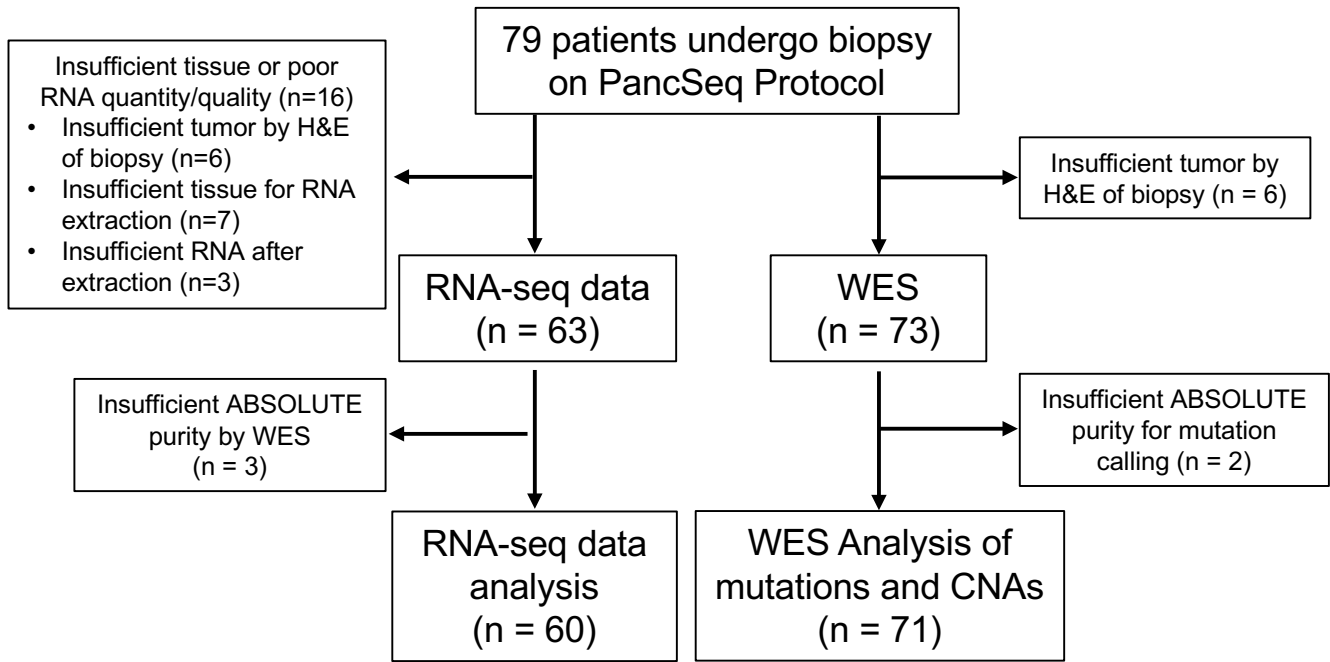 79 patients undergo biopsy
on PancSeq Protocol
Insufficient tissue or poor
RNA quantity/quality (n=16)
• Insufficient tumor by H&E
of biopsy (n=6)
• Insufficient tissue for RNA
extraction (n=7)
• Insufficient RNA after
extraction (n=3)
Insufficient tumor by
H&E of biopsy (n = 6)
RNA-seq data
(n = 63)
WES
(n = 73)
Insufficient ABSOLUTE
purity by WES
(n = 3)
Insufficient ABSOLUTE
purity for mutation
calling (n = 2)
RNA-seq data
analysis
(n = 60)
WES Analysis of
mutations and CNAs
(n = 71)